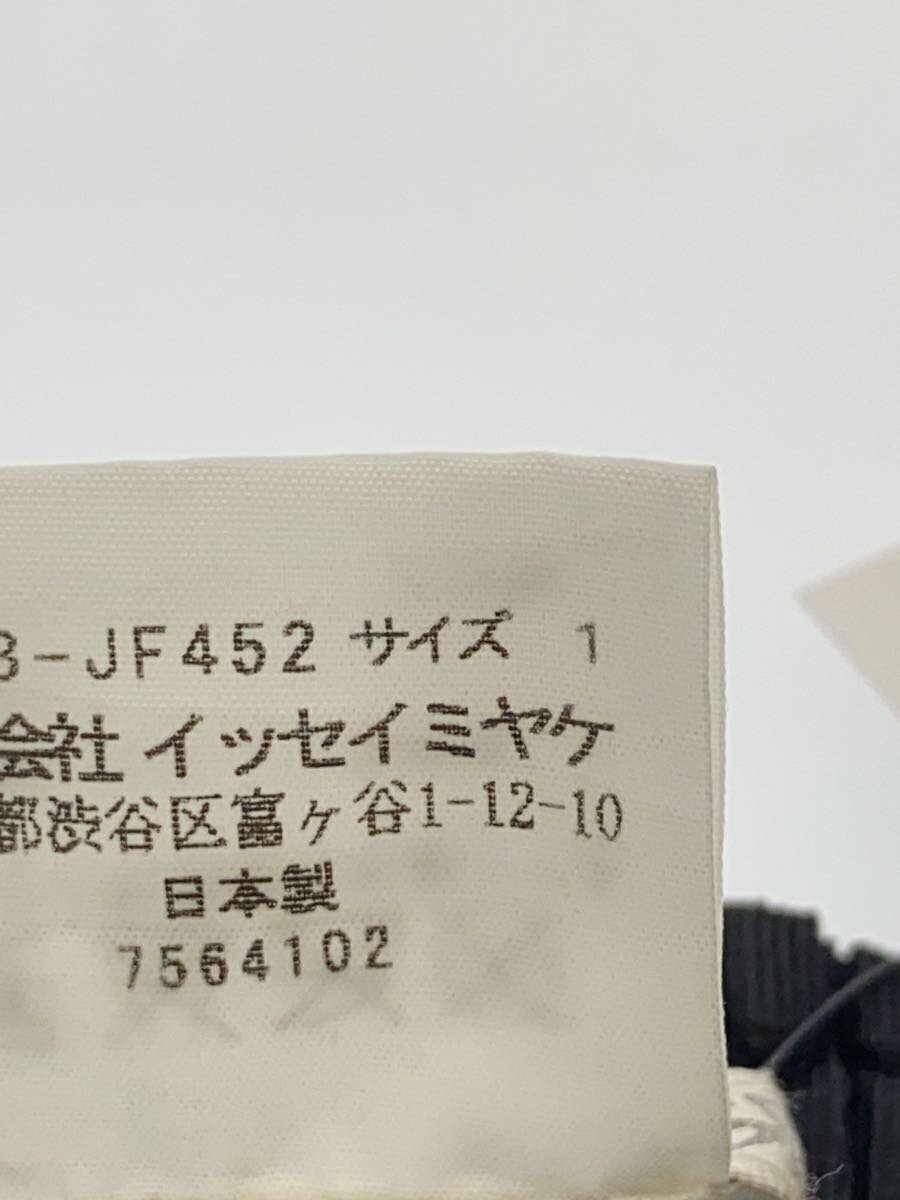 3-JF452 サイズ 1
会社 イッセイミヤケ
都渋谷区富ヶ谷1-12-10
日本製
7564102